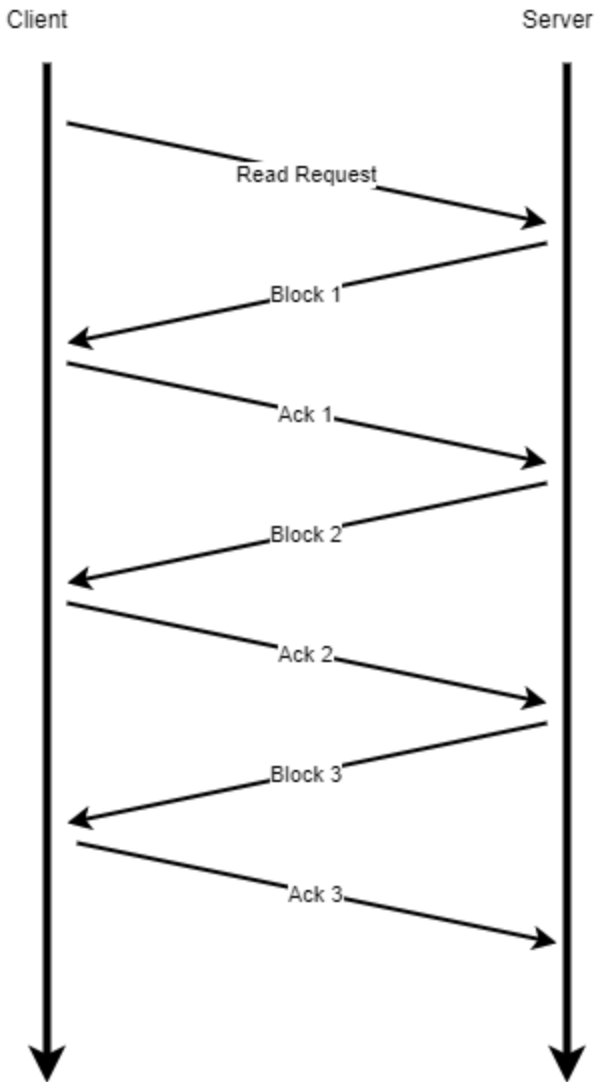 Client
Server
Read Request
Block 1
Ack 1
Block 2
Ack 2
Block 3
Ack 3